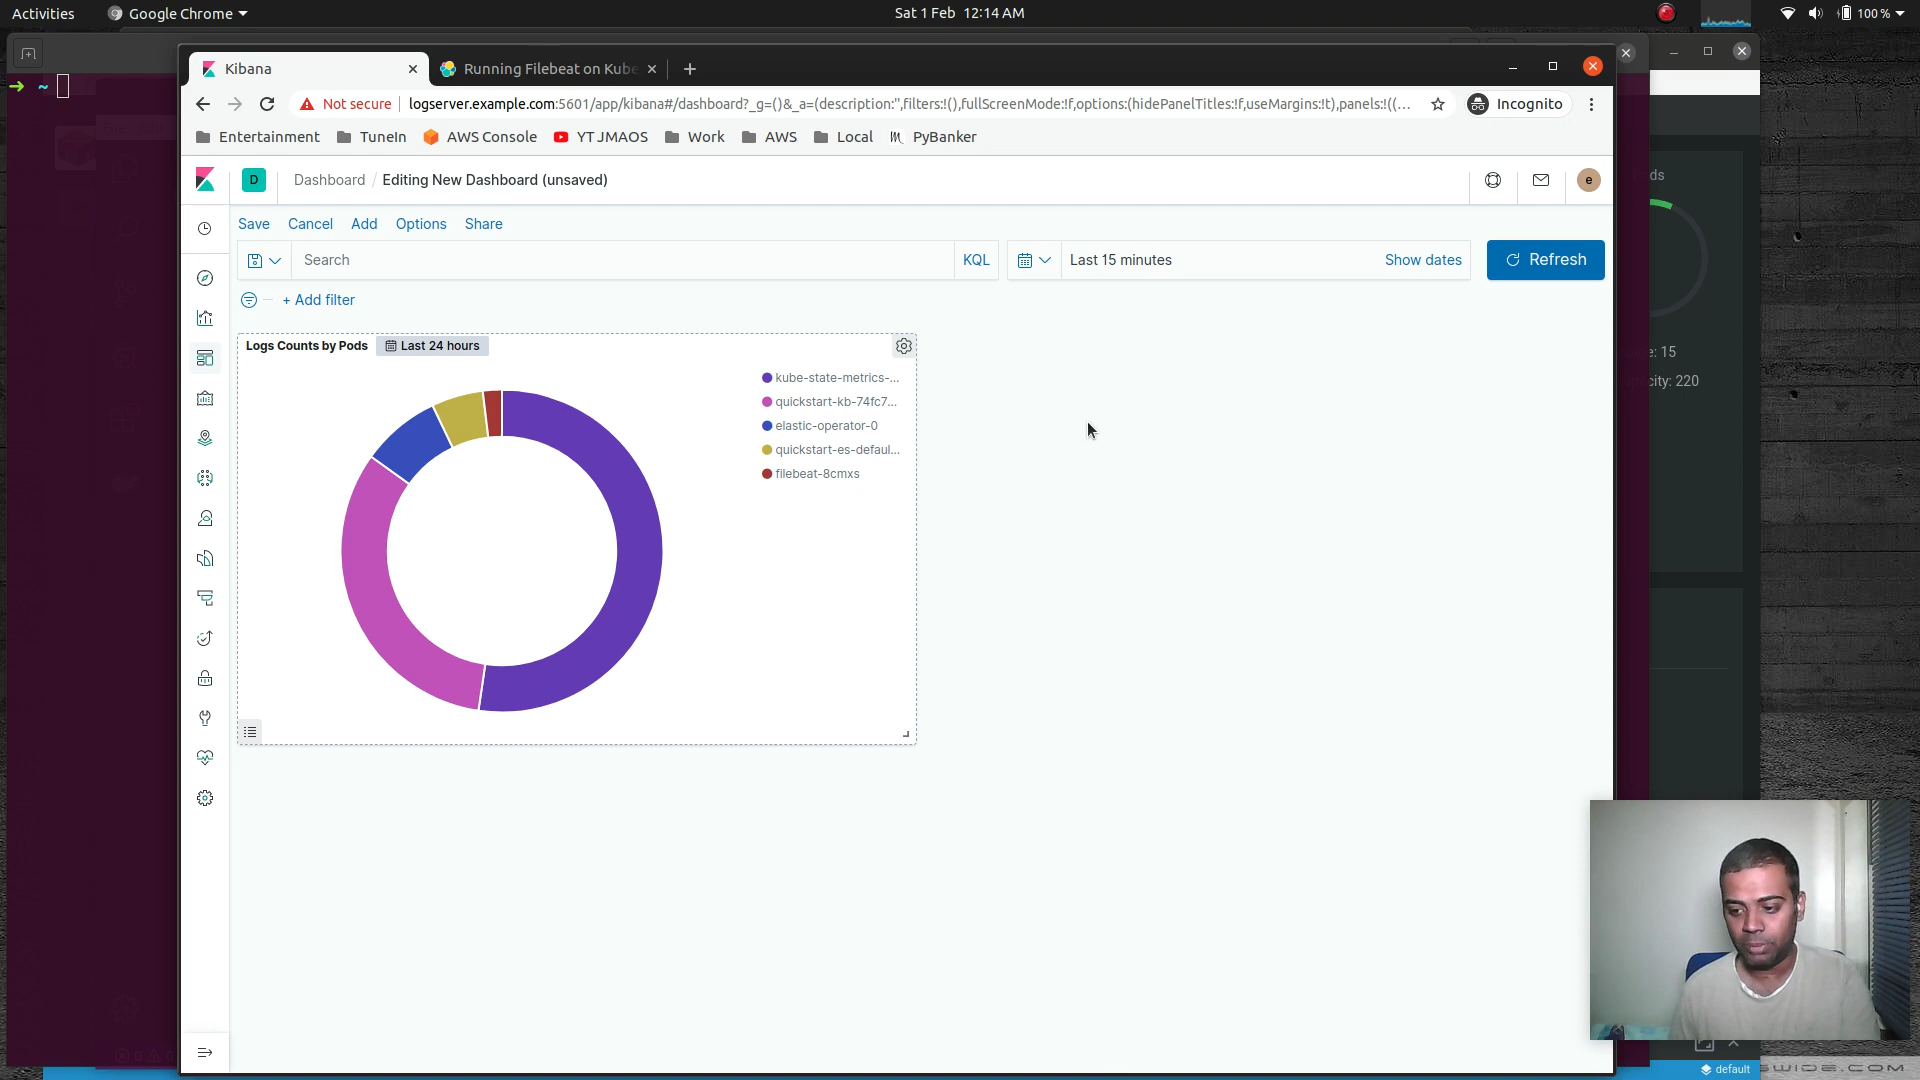 Activities
Google Chrome
Sat 1 Feb 12:14 AM
100 %
Kibana
Running Filebeat on Kube
Not secure
logserver.example.com:5601/app/kibana#/dashboard?_g=()&_a=(description:'',filters:!(),fullScreenMode:!f,options:(hidePanelTitles:!f,useMargins:!t),panels:!((...
Incognito
Entertainment
TuneIn
AWS Console
YT JMAOS
Work
AWS
Local
PyBanker
D
Dashboard / Editing New Dashboard (unsaved)
e
Save
Cancel
Add
Options
Share
Search
KQL
Last 15 minutes
Show dates
Refresh
+ Add filter
Logs Counts by Pods
Last 24 hours
kube-state-metrics-...
quickstart-kb-74fc7...
elastic-operator-0
quickstart-es-defaul...
filebeat-8cmxs
ds
: 15
city: 220
default